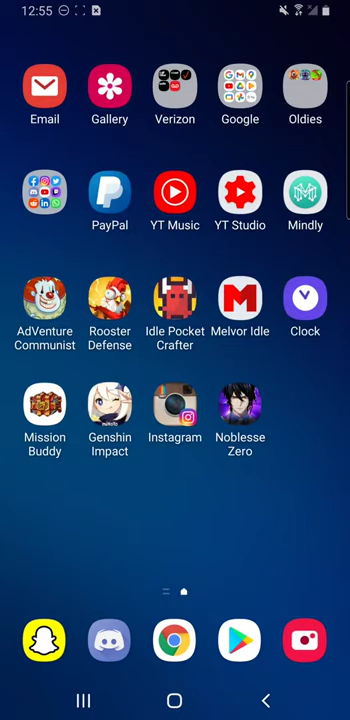 12:55
Email
Gallery
Verizon
Google
Oldies
PayPal
YT Music
YT Studio
Mindly
AdVenture
Communist
Rooster
Defense
Idle Pocket
Crafter
Melvor Idle
Clock
Mission
Buddy
Genshin
Impact
Instagram
Noblesse
Zero